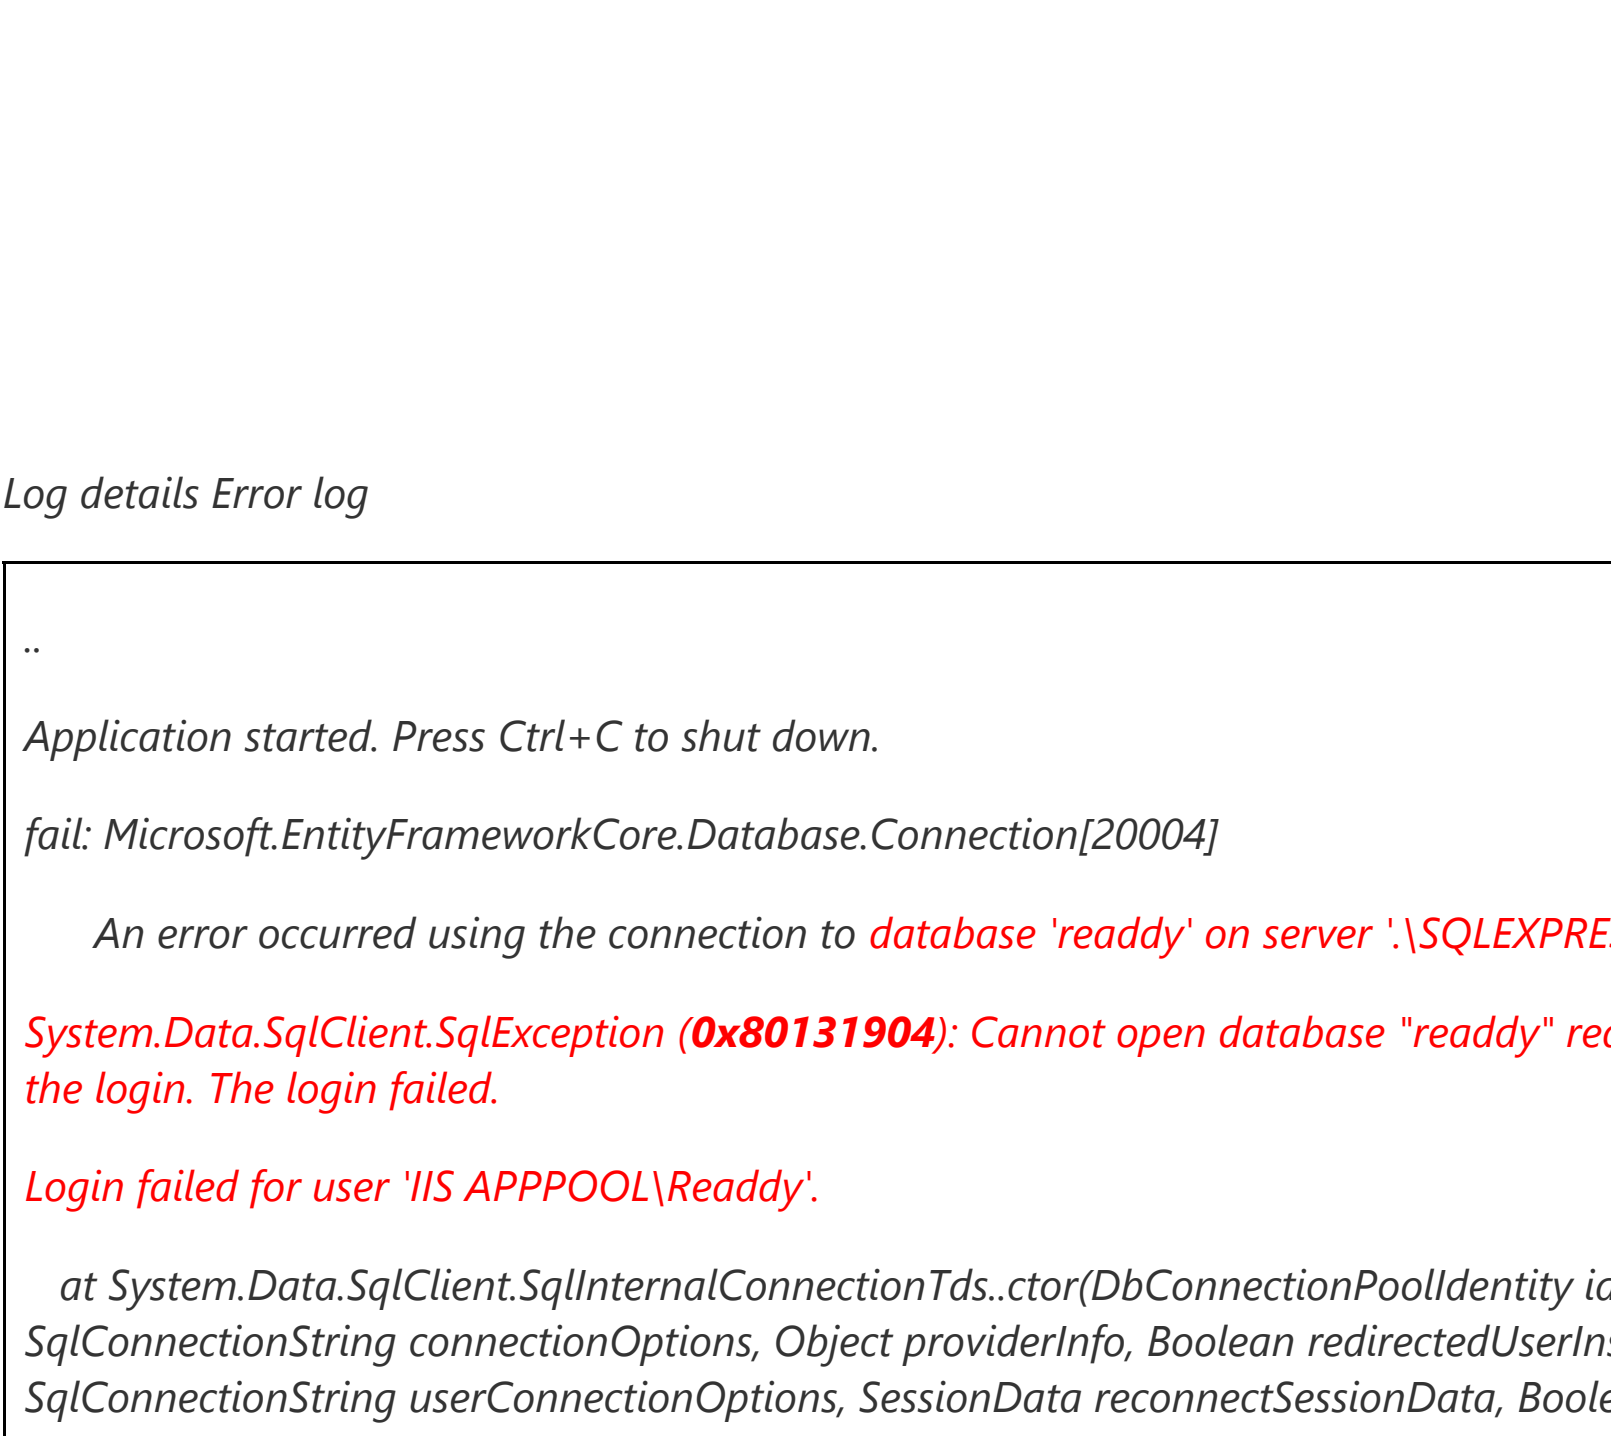 Log details Error log
..
Application started. Press Ctrl+C to shut down.
fail: Microsoft.EntityFrameworkCore.Database.Connection[20004]
An error occurred using the connection to database 'readdy' on server '.\SQLEXPRE
System.Data.SqlClient.SqlException (0x80131904): Cannot open database "readdy"
the login. The login failed.
Login failed for user 'IIS APPPOOL\Readdy'.
at System.Data.SqlClient.SqlInternalConnectionTds..ctor(DbConnectionPoolIdentity
SqlConnectionString connectionOptions, Object providerInfo, Boolean
SqlConnectionString userConnectionOptions, SessionData reconnectSessionData,